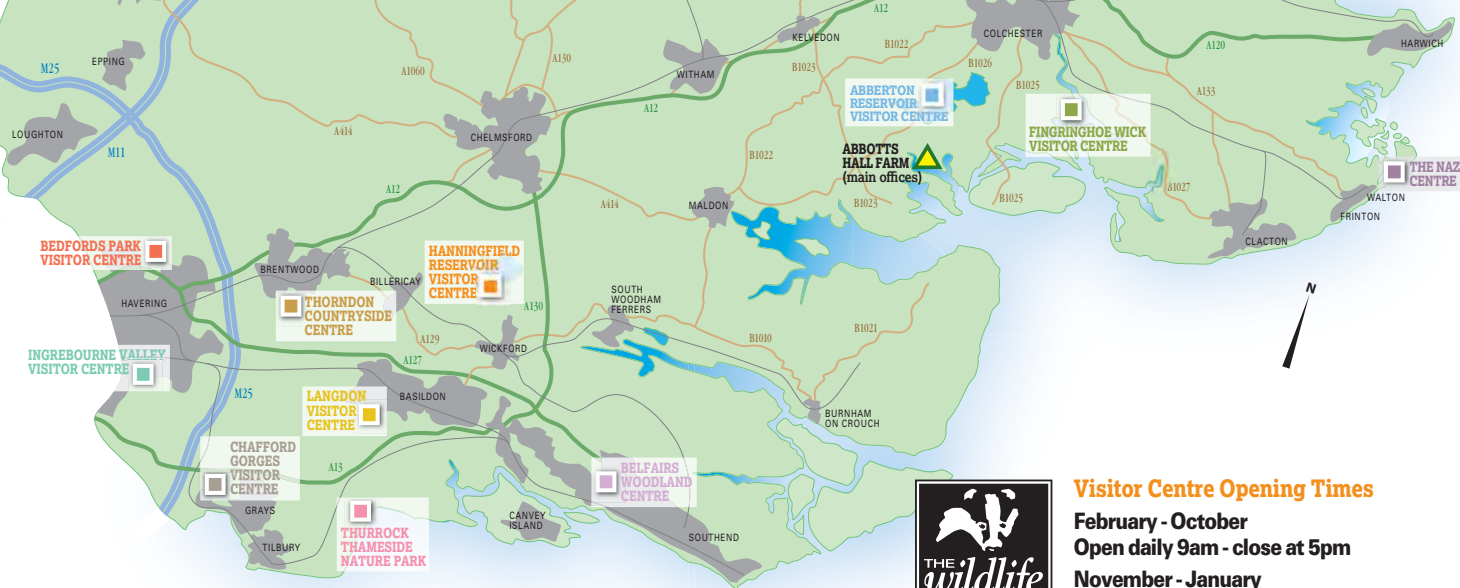 A12
COLCHESTER
KELVEDON
B1022
A120
HARWICH
EPPING
M25
A1060
A130
WITHAM
B1023
B1026
B1025
A133
ABBERTON
RESERVOIR
VISITOR CENTRE
A12
LOUGHTON
M11
A414
CHELMSFORD
FINGRINGHOE WICK
VISITOR CENTRE
B1022
ABBOTTS
HALL FARM
(main offices)
THE NAZ
CENTRE
A12
A414
MALDON
B1023
B1025
B1027
WALTON
FRINTON
CLACTON
BEDFORDS PARK
VISITOR CENTRE
BRENTWOOD
BILLERICAY
HANNINGFIELD
RESERVOIR
VISITOR
CENTRE
N
HAVERING
THORNDON
COUNTRYSIDE
CENTRE
A130
SOUTH
WOODHAM
FERRERS
A129
WICKFORD
B1010
B1021
INGREBOURNE VALLEY
VISITOR CENTRE
A127
M25
LANGDON
VISITOR
CENTRE
BASILDON
BURNHAM
ON CROUCH
CHAFFORD
GORGES
VISITOR
CENTRE
A13
BELFAIRS
WOODLAND
CENTRE
GRAYS
TILBURY
THURROCK
THAMESIDE
NATURE PARK
CANVEY
ISLAND
SOUTHEND
THE
wildlife
Visitor Centre Opening Times
February - October
Open daily 9am - close at 5pm
November - January